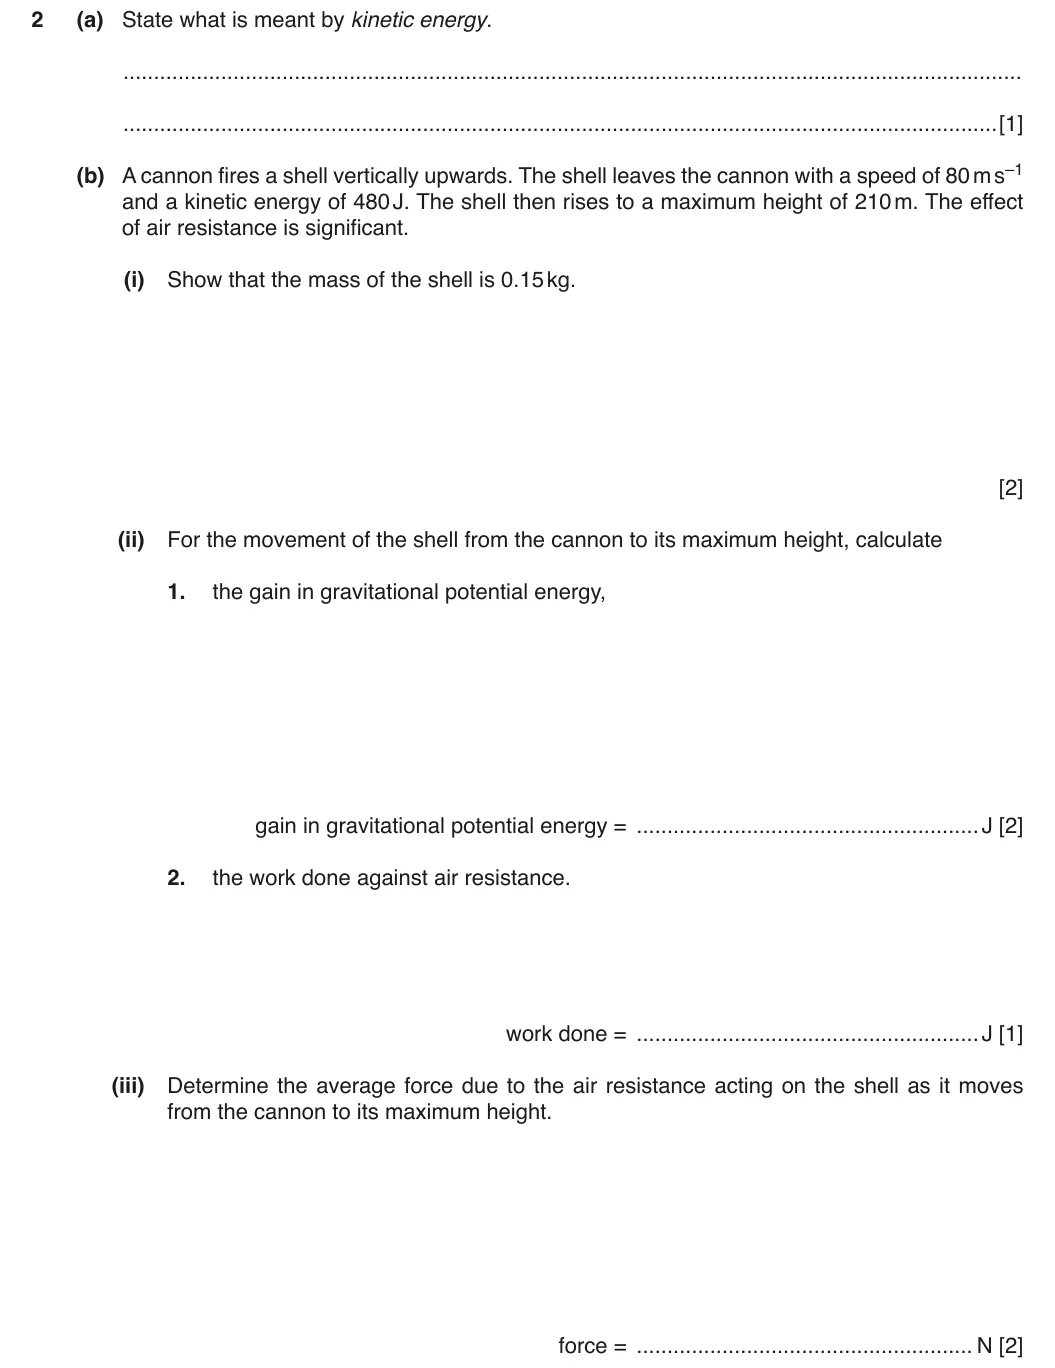 2 (a) State what is meant by kinetic energy.
..........................................................................................................................................................
......................................................................................................................................................[1]
(b) A cannon fires a shell vertically upwards. The shell leaves the cannon with a speed of 80 m s⁻¹
and a kinetic energy of 480 J. The shell then rises to a maximum height of 210 m. The effect
of air resistance is significant.
(i) Show that the mass of the shell is 0.15 kg.
[2]
(ii) For the movement of the shell from the cannon to its maximum height, calculate
1. the gain in gravitational potential energy,
gain in gravitational potential energy = ........................................................ J [2]
2. the work done against air resistance.
work done = ........................................................ J [1]
(iii) Determine the average force due to the air resistance acting on the shell as it moves
from the cannon to its maximum height.
force = ....................................................... N [2]